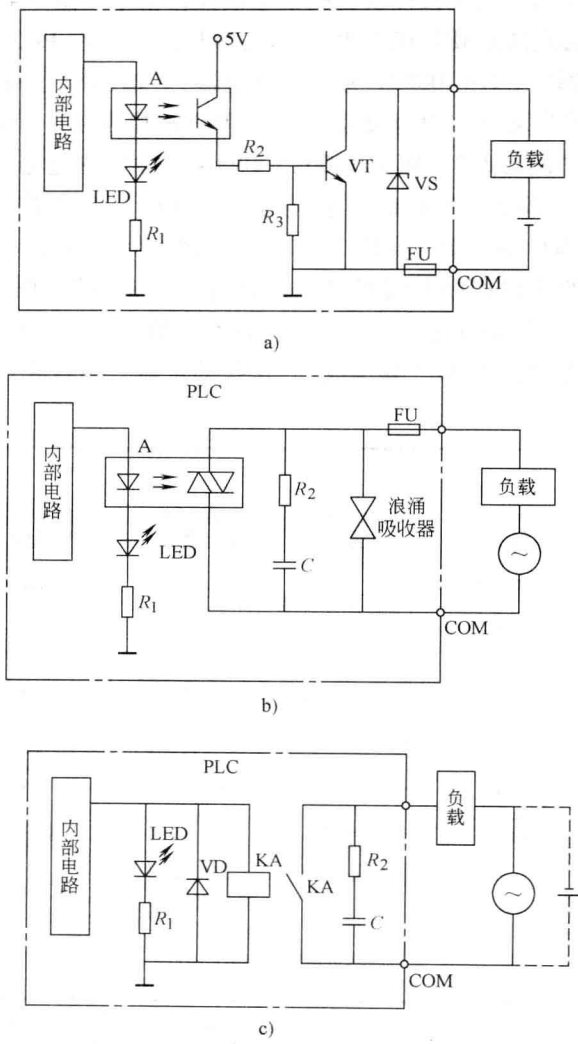 5V
A
内部电路
LED
R1
R2
R3
VT
VS
FU
负载
COM
a)
PLC
内部电路
A
LED
R1
R2
C
浪涌
吸收器
FU
负载
~
COM
b)
PLC
内部电路
LED
R1
VD
KA
KA
R2
C
负载
~
COM
c)